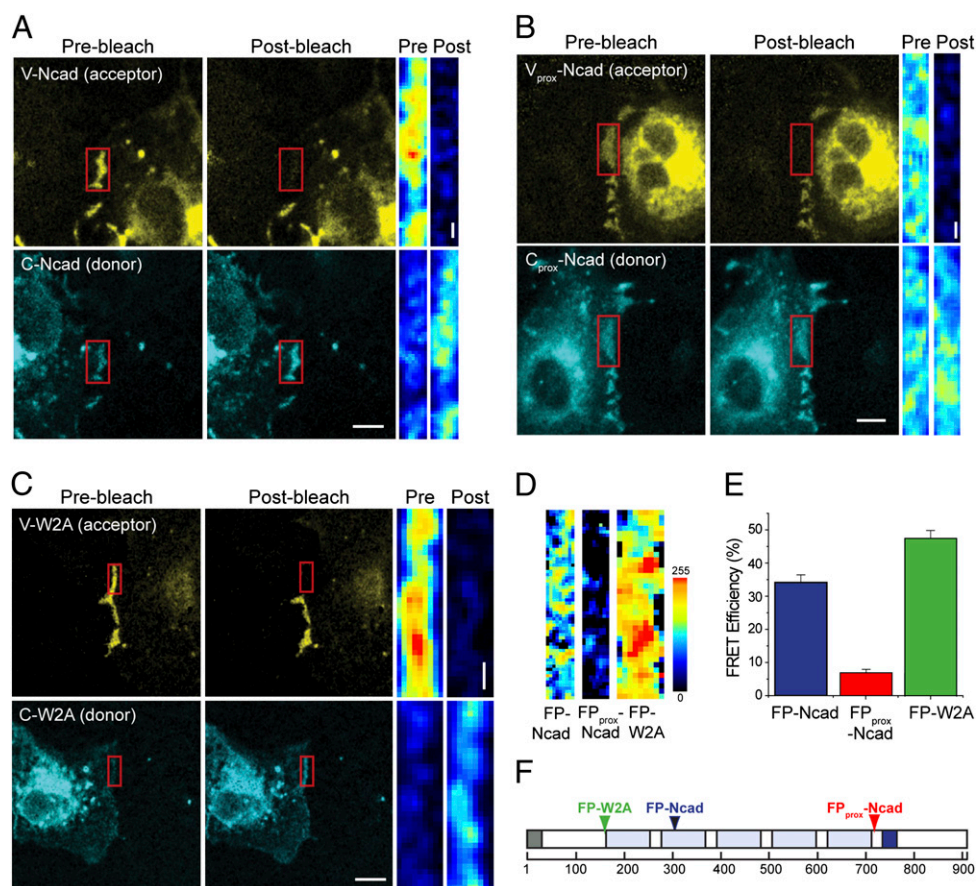 A
Pre-bleach Post-bleach Pre Post
V-Ncad (acceptor)
C-Ncad (donor)
B
Pre-bleach Post-bleach Pre Post
Vprox-Ncad (acceptor)
Cprox-Ncad (donor)
C
Pre-bleach Post-bleach Pre Post
V-W2A (acceptor)
C-W2A (donor)
D
255
0
FP-Ncad
FPprox-Ncad
FP-W2A
E
FRET Efficiency (%)
50
40
30
20
10
0
FP-Ncad
FPprox-Ncad
FP-W2A
F
FP-W2A FP-Ncad FPprox-Ncad
1 100 200 300 400 500 600 700 800 900